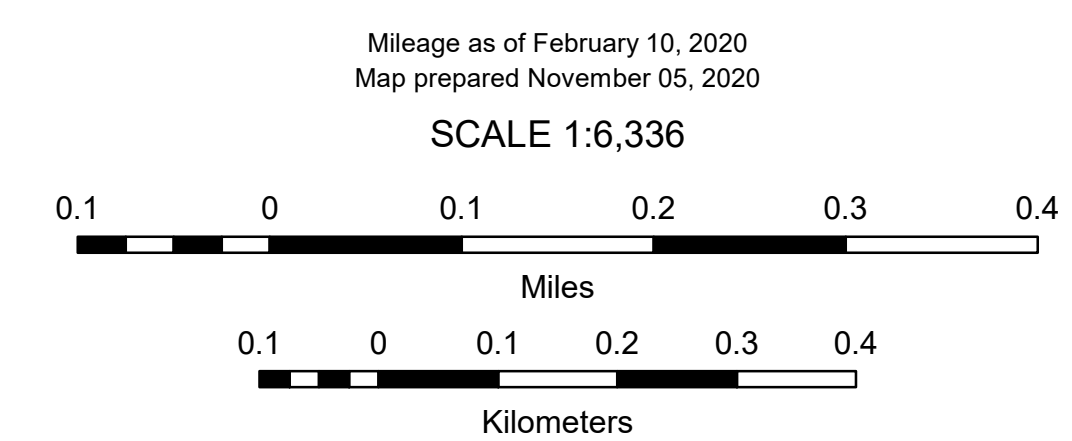 Mileage as of February 10, 2020
Map prepared November 05, 2020
SCALE 1:6,336
0.1 0 0.1 0.2 0.3 0.4
Miles
0.1 0 0.1 0.2 0.3 0.4
Kilometers